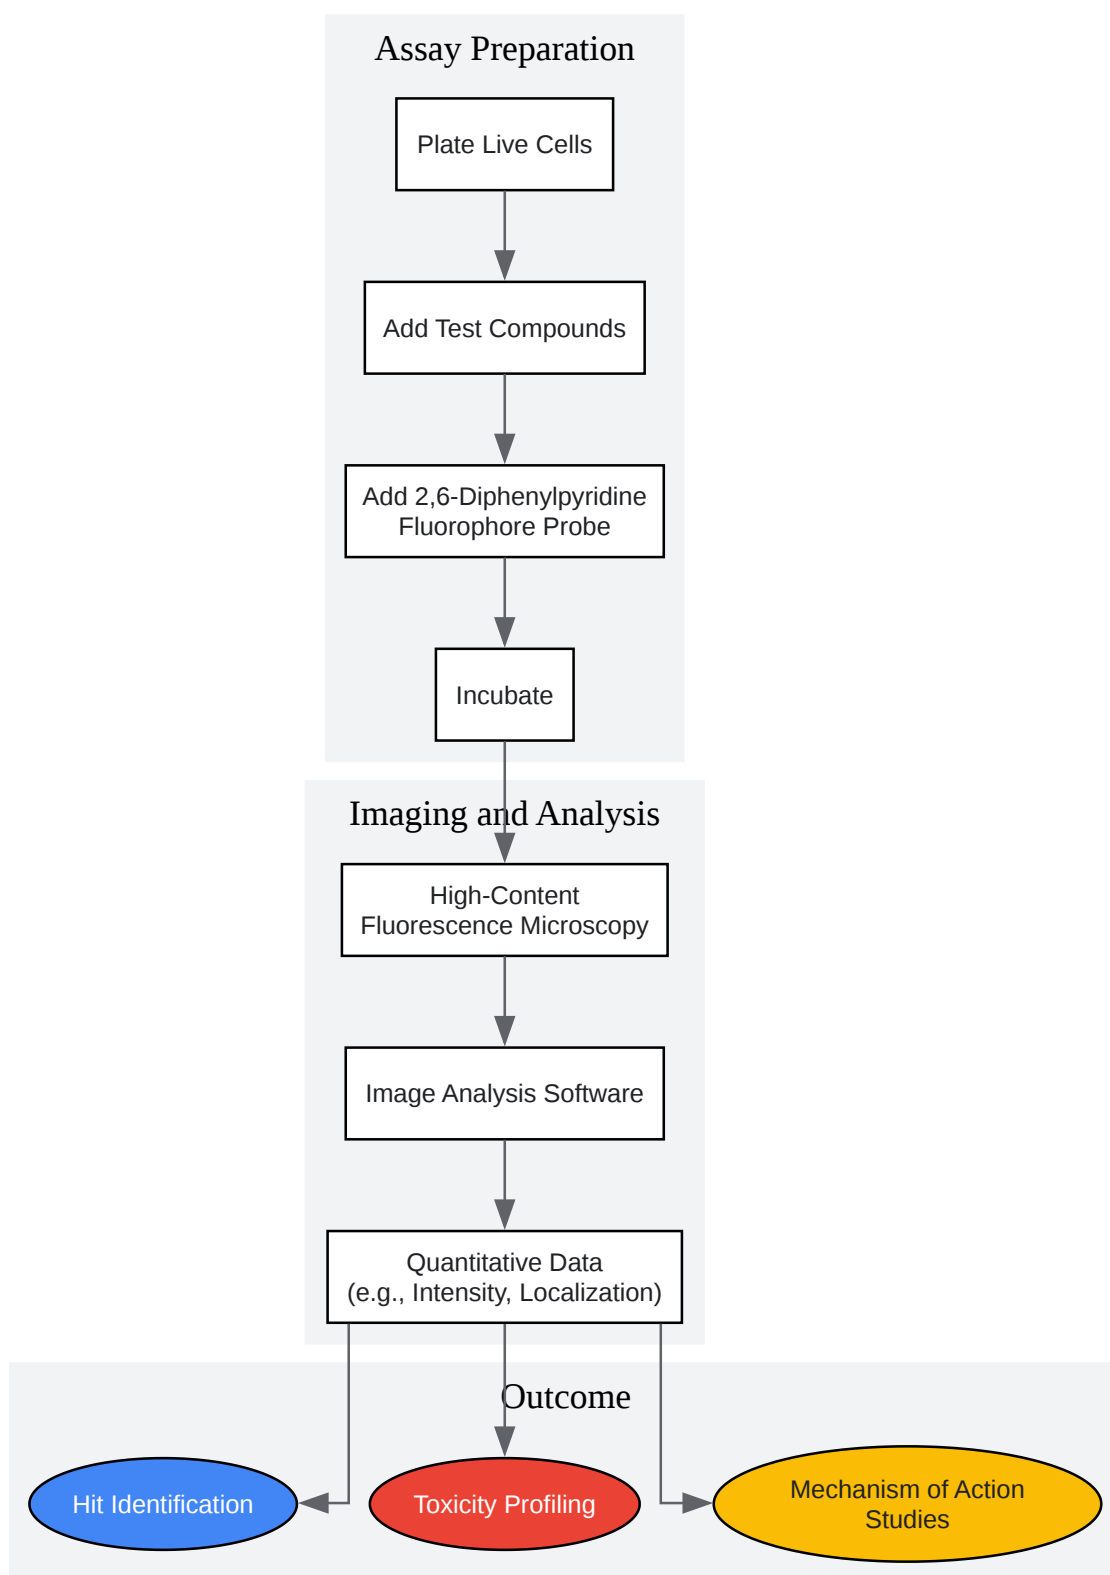 Assay Preparation
Plate Live Cells
Add Test Compounds
Add 2,6-Diphenylpyridine
Fluorophore Probe
Incubate
Imaging and Analysis
High-Content
Fluorescence Microscopy
Image Analysis Software
Quantitative Data
(e.g., Intensity, Localization)
Outcome
Hit Identification
Toxicity Profiling
Mechanism of Action
Studies